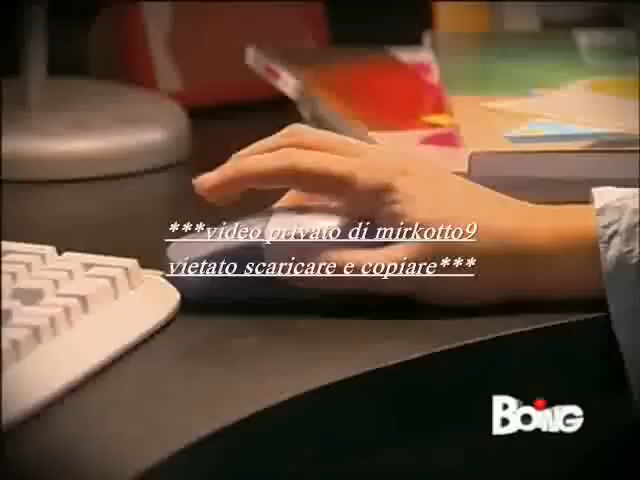 ***video privato di mirkotto9
vietato scaricare e copiare***
BOING